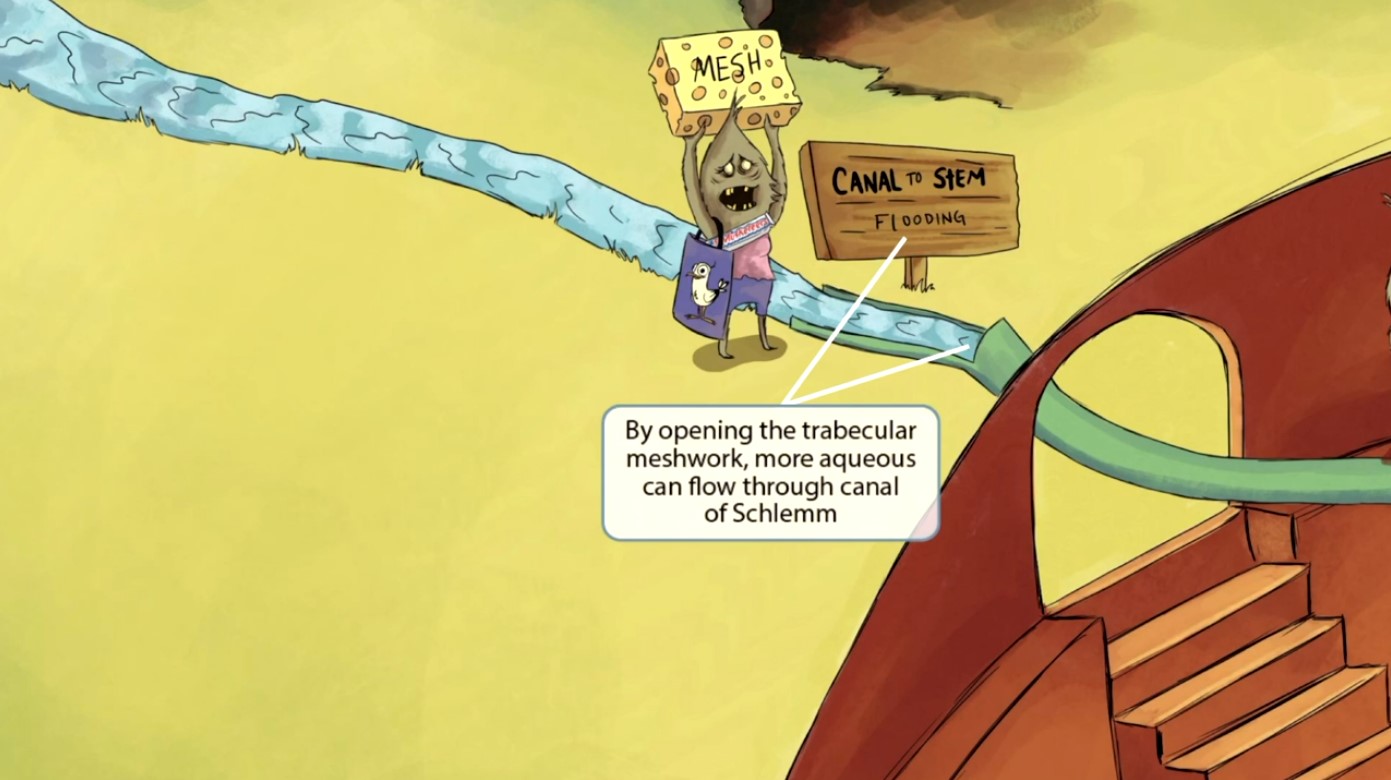 MESH
CANAL TO STEM
FLOODING
By opening the trabecular
meshwork, more aqueous
can flow through canal
of Schlemm